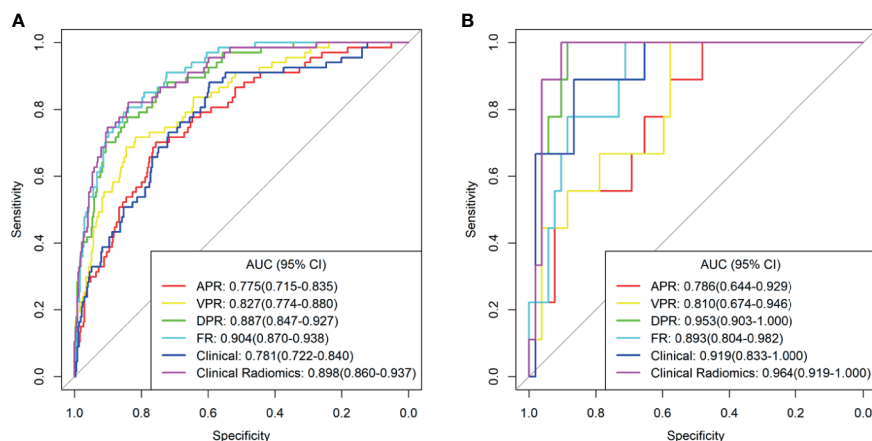 A
1.0
0.8
0.6
0.4
0.2
0.0
Sensitivity
AUC (95% CI)
APR: 0.775(0.715-0.835)
VPR: 0.827(0.774-0.880)
DPR: 0.887(0.847-0.927)
FR: 0.904(0.870-0.938)
Clinical: 0.781(0.722-0.840)
Clinical Radiomics: 0.898(0.860-0.937)
1.0 0.8 0.6 0.4 0.2 0.0
Specificity
B
1.0
0.8
0.6
0.4
0.2
0.0
Sensitivity
AUC (95% CI)
APR: 0.786(0.644-0.929)
VPR: 0.810(0.674-0.946)
DPR: 0.953(0.903-1.000)
FR: 0.893(0.804-0.982)
Clinical: 0.919(0.833-1.000)
Clinical Radiomics: 0.964(0.919-1.000)
1.0 0.8 0.6 0.4 0.2 0.0
Specificity